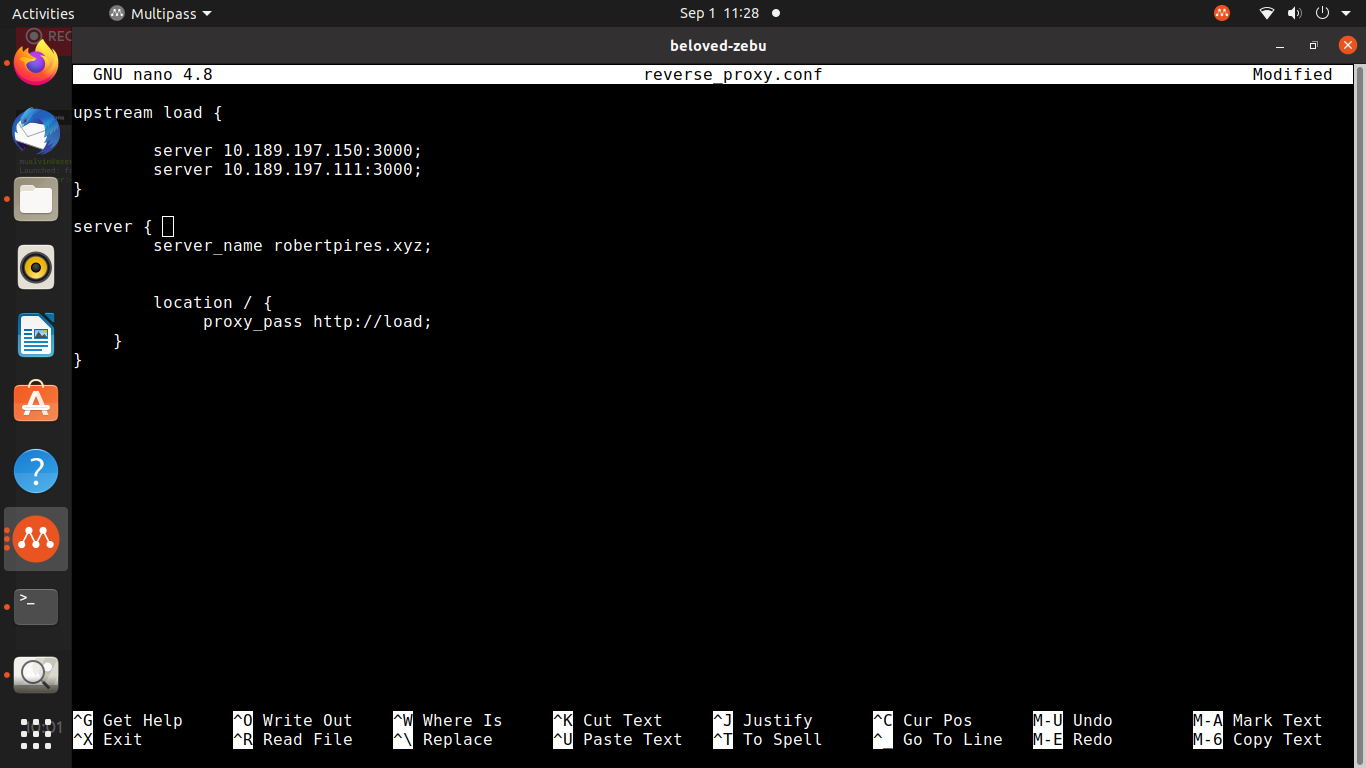 Activities Multipass Sep 1 11:28
REC
beloved-zebu
GNU nano 4.8 reverse_proxy.conf Modified
upstream load {
server 10.189.197.150:3000;
server 10.189.197.111:3000;
}
server {
server_name robertpires.xyz;
location / {
proxy_pass http://load;
}
}
^G Get Help ^O Write Out ^W Where Is ^K Cut Text ^J Justify ^C Cur Pos M-U Undo M-A Mark Text
^X Exit ^R Read File ^\ Replace ^U Paste Text ^T To Spell ^_ Go To Line M-E Redo M-6 Copy Text